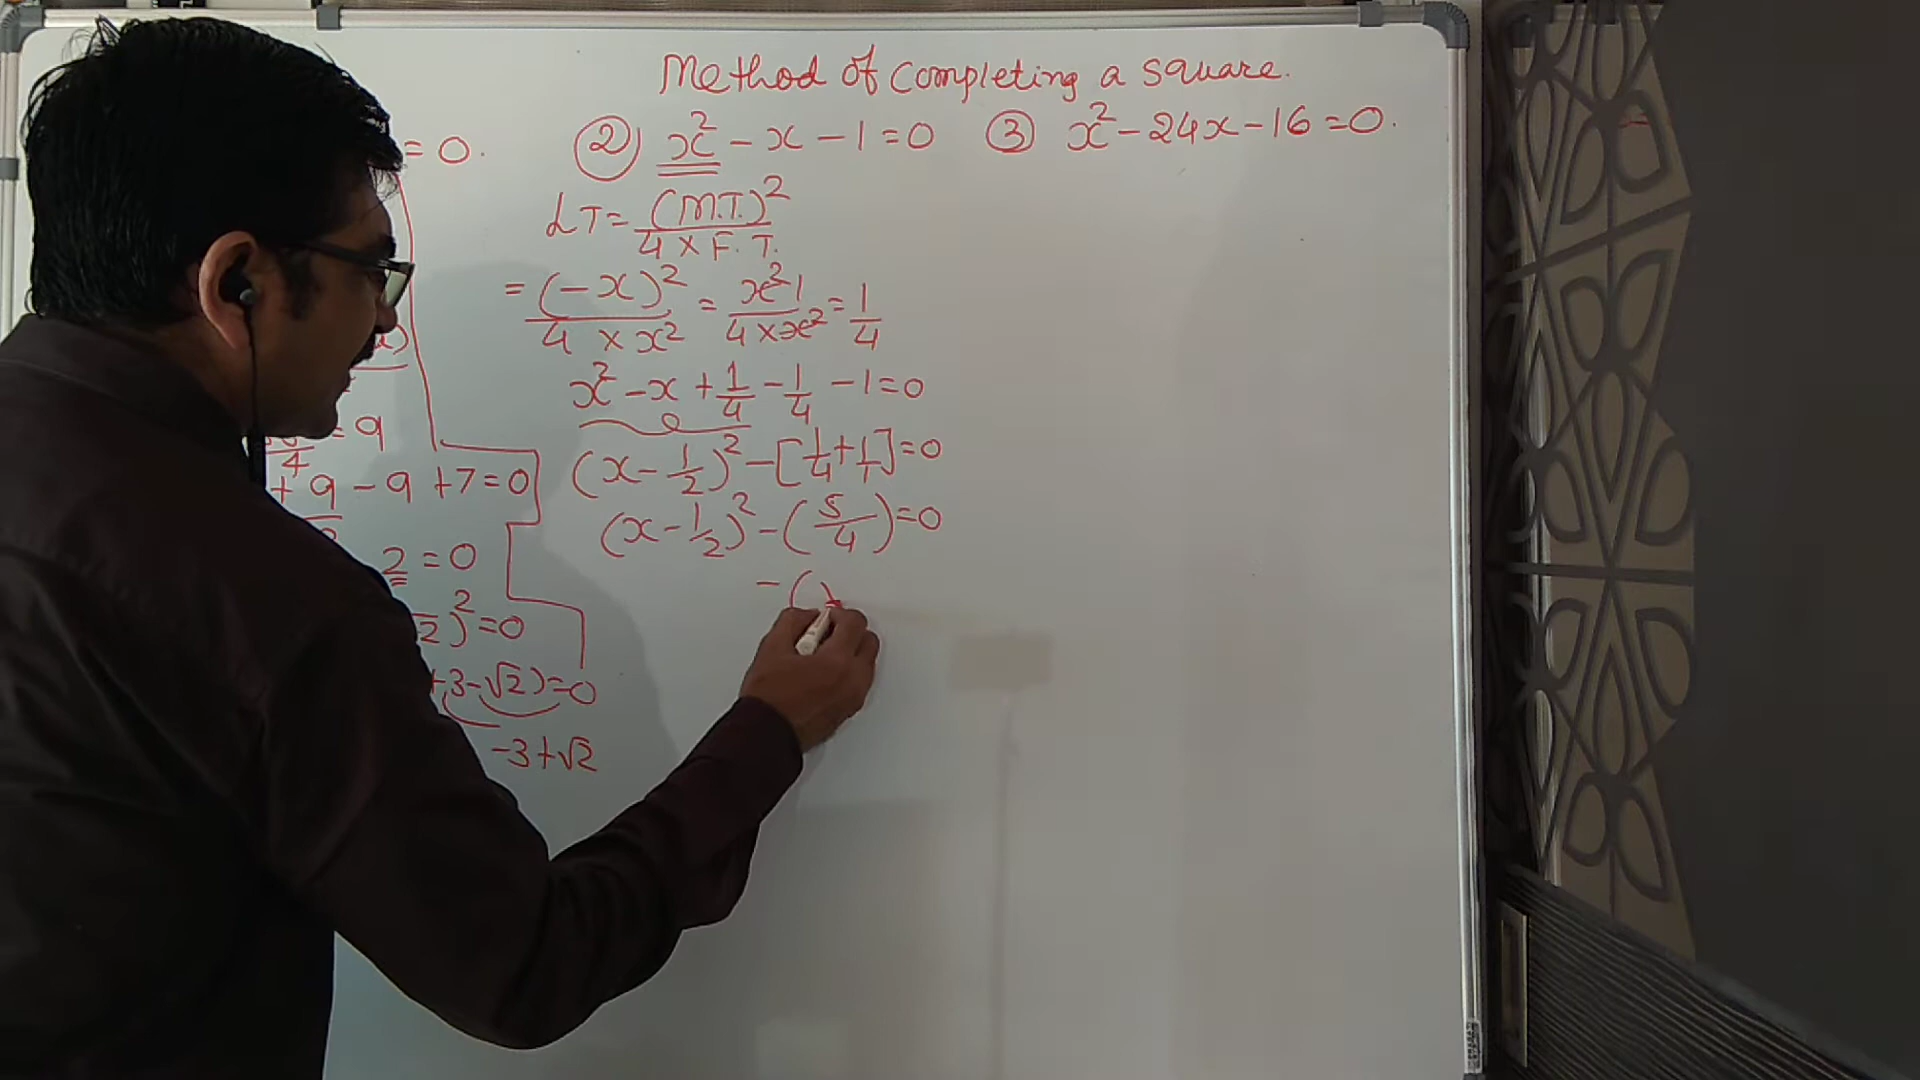 Method of completing a square.
= 0.
② x² - x - 1 = 0
③ x² - 24x - 16 = 0.
LT = (M.T.)² / 4 × F.T.
= (-x)² / 4 × x² = x² 1 / 4 × x² = 1/4
x² - x + 1/4 - 1/4 - 1 = 0
(x - 1/2)² - [1/4 + 1/1] = 0
(x - 1/2)² - (5/4) = 0
- (
/4 = 9
+ 9 - 9 + 7 = 0
2 = 0
√2)² = 0
+3 - √2) = 0
-3 + √2